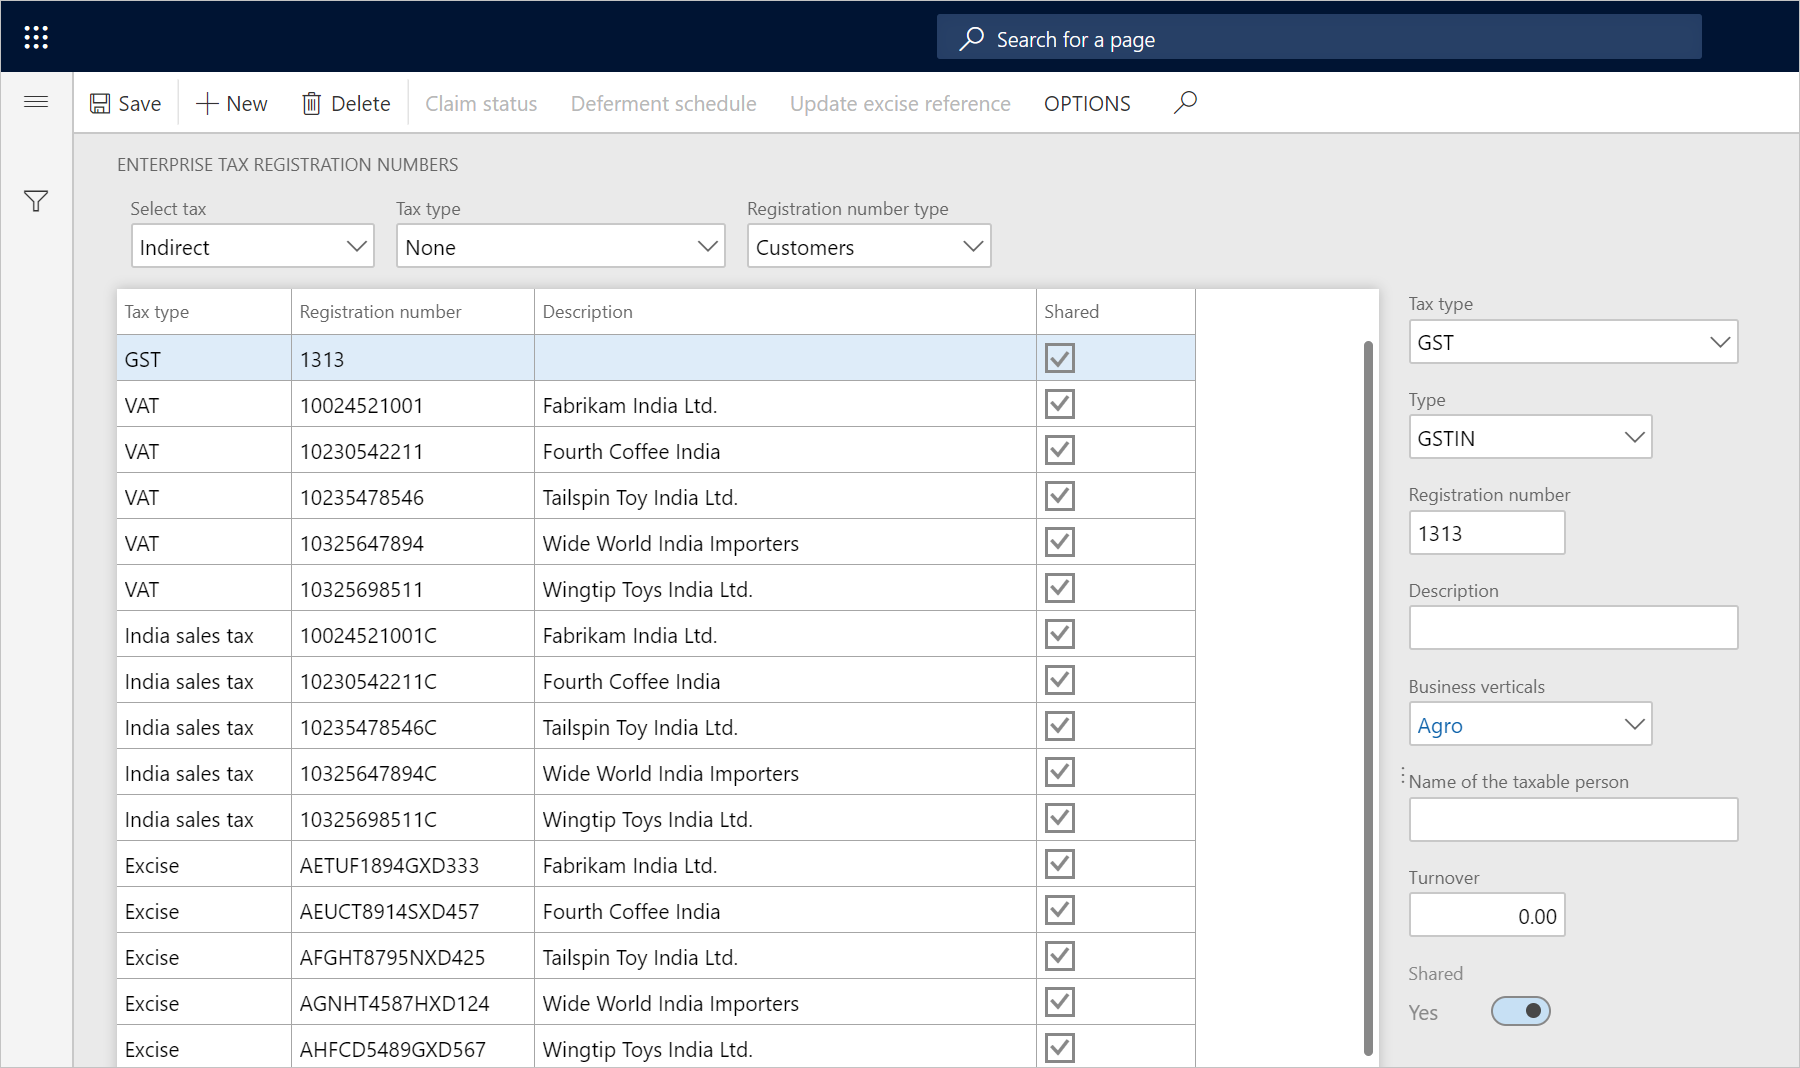 Search for a page
Save New Delete Claim status Deferment schedule Update excise reference OPTIONS
ENTERPRISE TAX REGISTRATION NUMBERS
Select tax Tax type Registration number type
Indirect None Customers
Tax type Registration number Description Shared
GST 1313
VAT 10024521001 Fabrikam India Ltd.
VAT 10230542211 Fourth Coffee India
VAT 10235478546 Tailspin Toy India Ltd.
VAT 10325647894 Wide World India Importers
VAT 10325698511 Wingtip Toys India Ltd.
India sales tax 10024521001C Fabrikam India Ltd.
India sales tax 10230542211C Fourth Coffee India
India sales tax 10235478546C Tailspin Toy India Ltd.
India sales tax 10325647894C Wide World India Importers
India sales tax 10325698511C Wingtip Toys India Ltd.
Excise AETUF1894GXD333 Fabrikam India Ltd.
Excise AEUCT8914SXD457 Fourth Coffee India
Excise AFGHT8795NXD425 Tailspin Toy India Ltd.
Excise AGNHT4587HXD124 Wide World India Importers
Excise AHFCD5489GXD567 Wingtip Toys India Ltd.
Tax type
GST
Type
GSTIN
Registration number
1313
Description
Business verticals
Agro
Name of the taxable person
Turnover
0.00
Shared
Yes